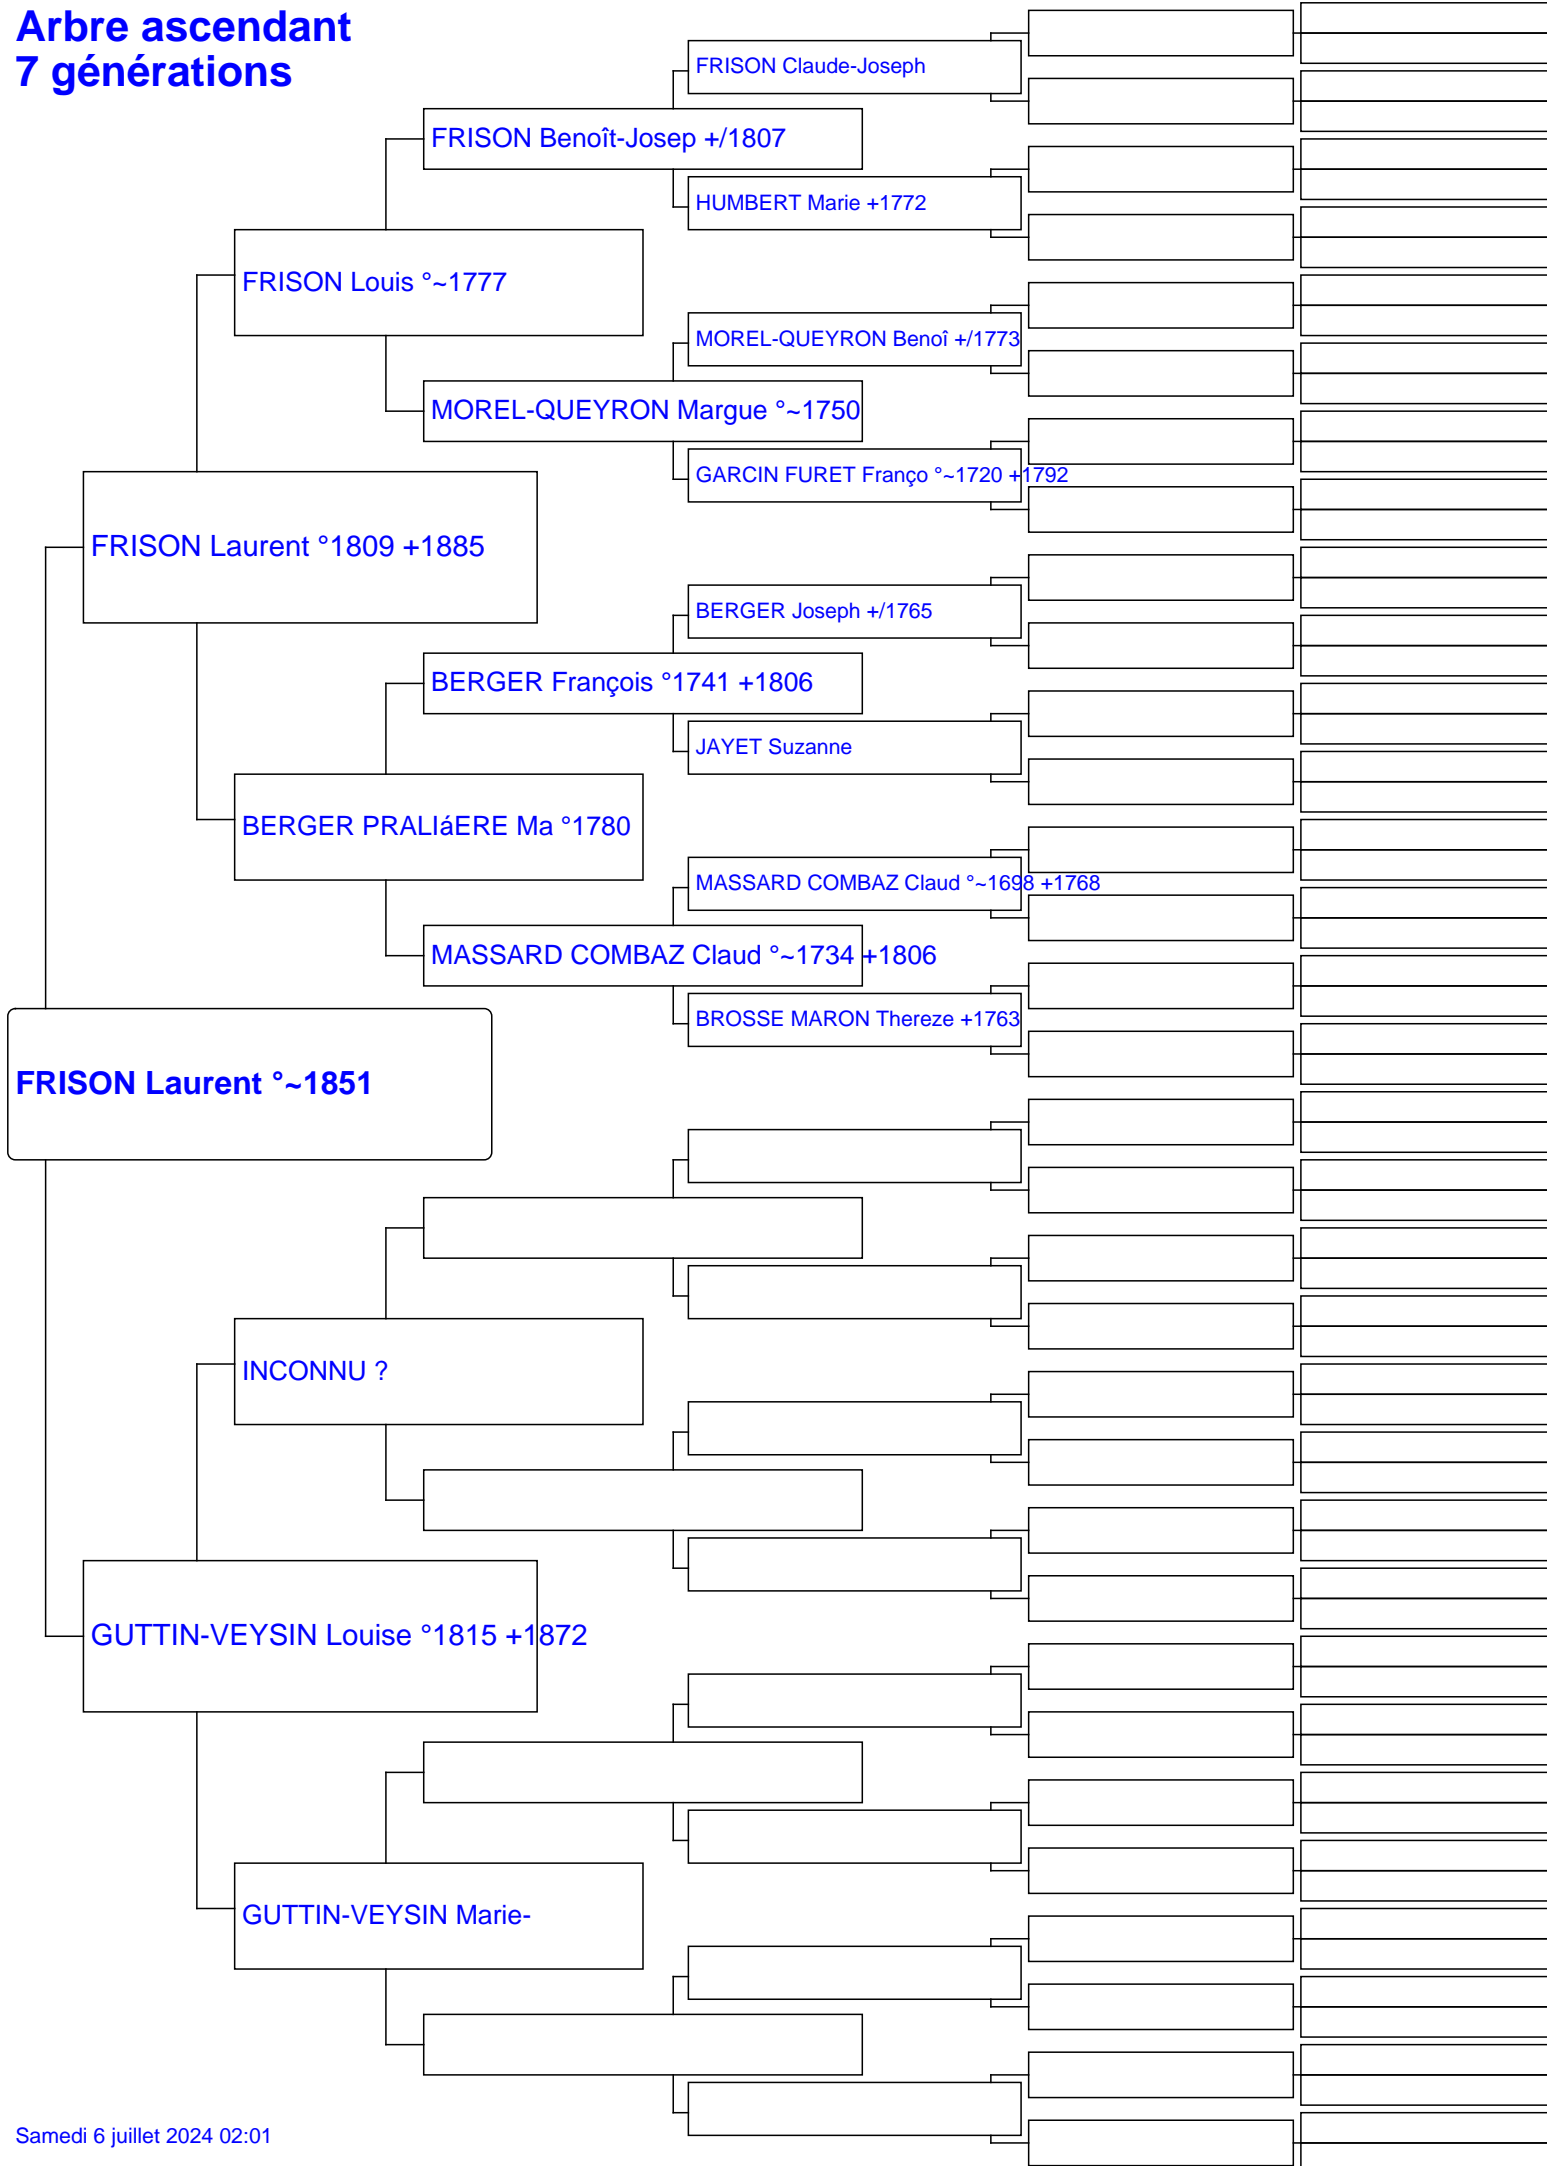 Arbre ascendant
7 générations
FRISON Claude-Joseph
FRISON Benoît-Josep +/1807
HUMBERT Marie +1772
FRISON Louis °~1777
MOREL-QUEYRON Benoî +/1773
MOREL-QUEYRON Margue °~1750
GARCIN FURET Franço °~1720 +1792
FRISON Laurent °1809 +1885
BERGER Joseph +/1765
BERGER François °1741 +1806
JAYET Suzanne
BERGER PRALIáERE Ma °1780
MASSARD COMBAZ Claud °~1698 +1768
MASSARD COMBAZ Claud °~1734 +1806
BROSSE MARON Thereze +1763
FRISON Laurent °~1851
INCONNU ?
GUTTIN-VEYSIN Louise °1815 +1872
GUTTIN-VEYSIN Marie-
Samedi 6 juillet 2024 02:01